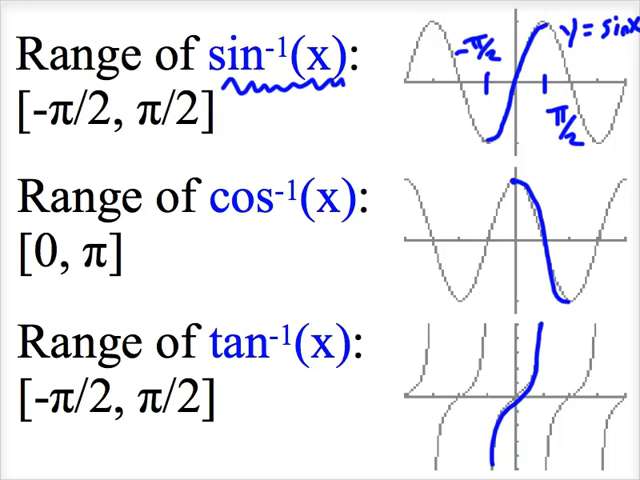 Range of sin⁻¹(x):
[-π/2, π/2]
-π/2
y = sinx
π/2
Range of cos⁻¹(x):
[0, π]
Range of tan⁻¹(x):
[-π/2, π/2]